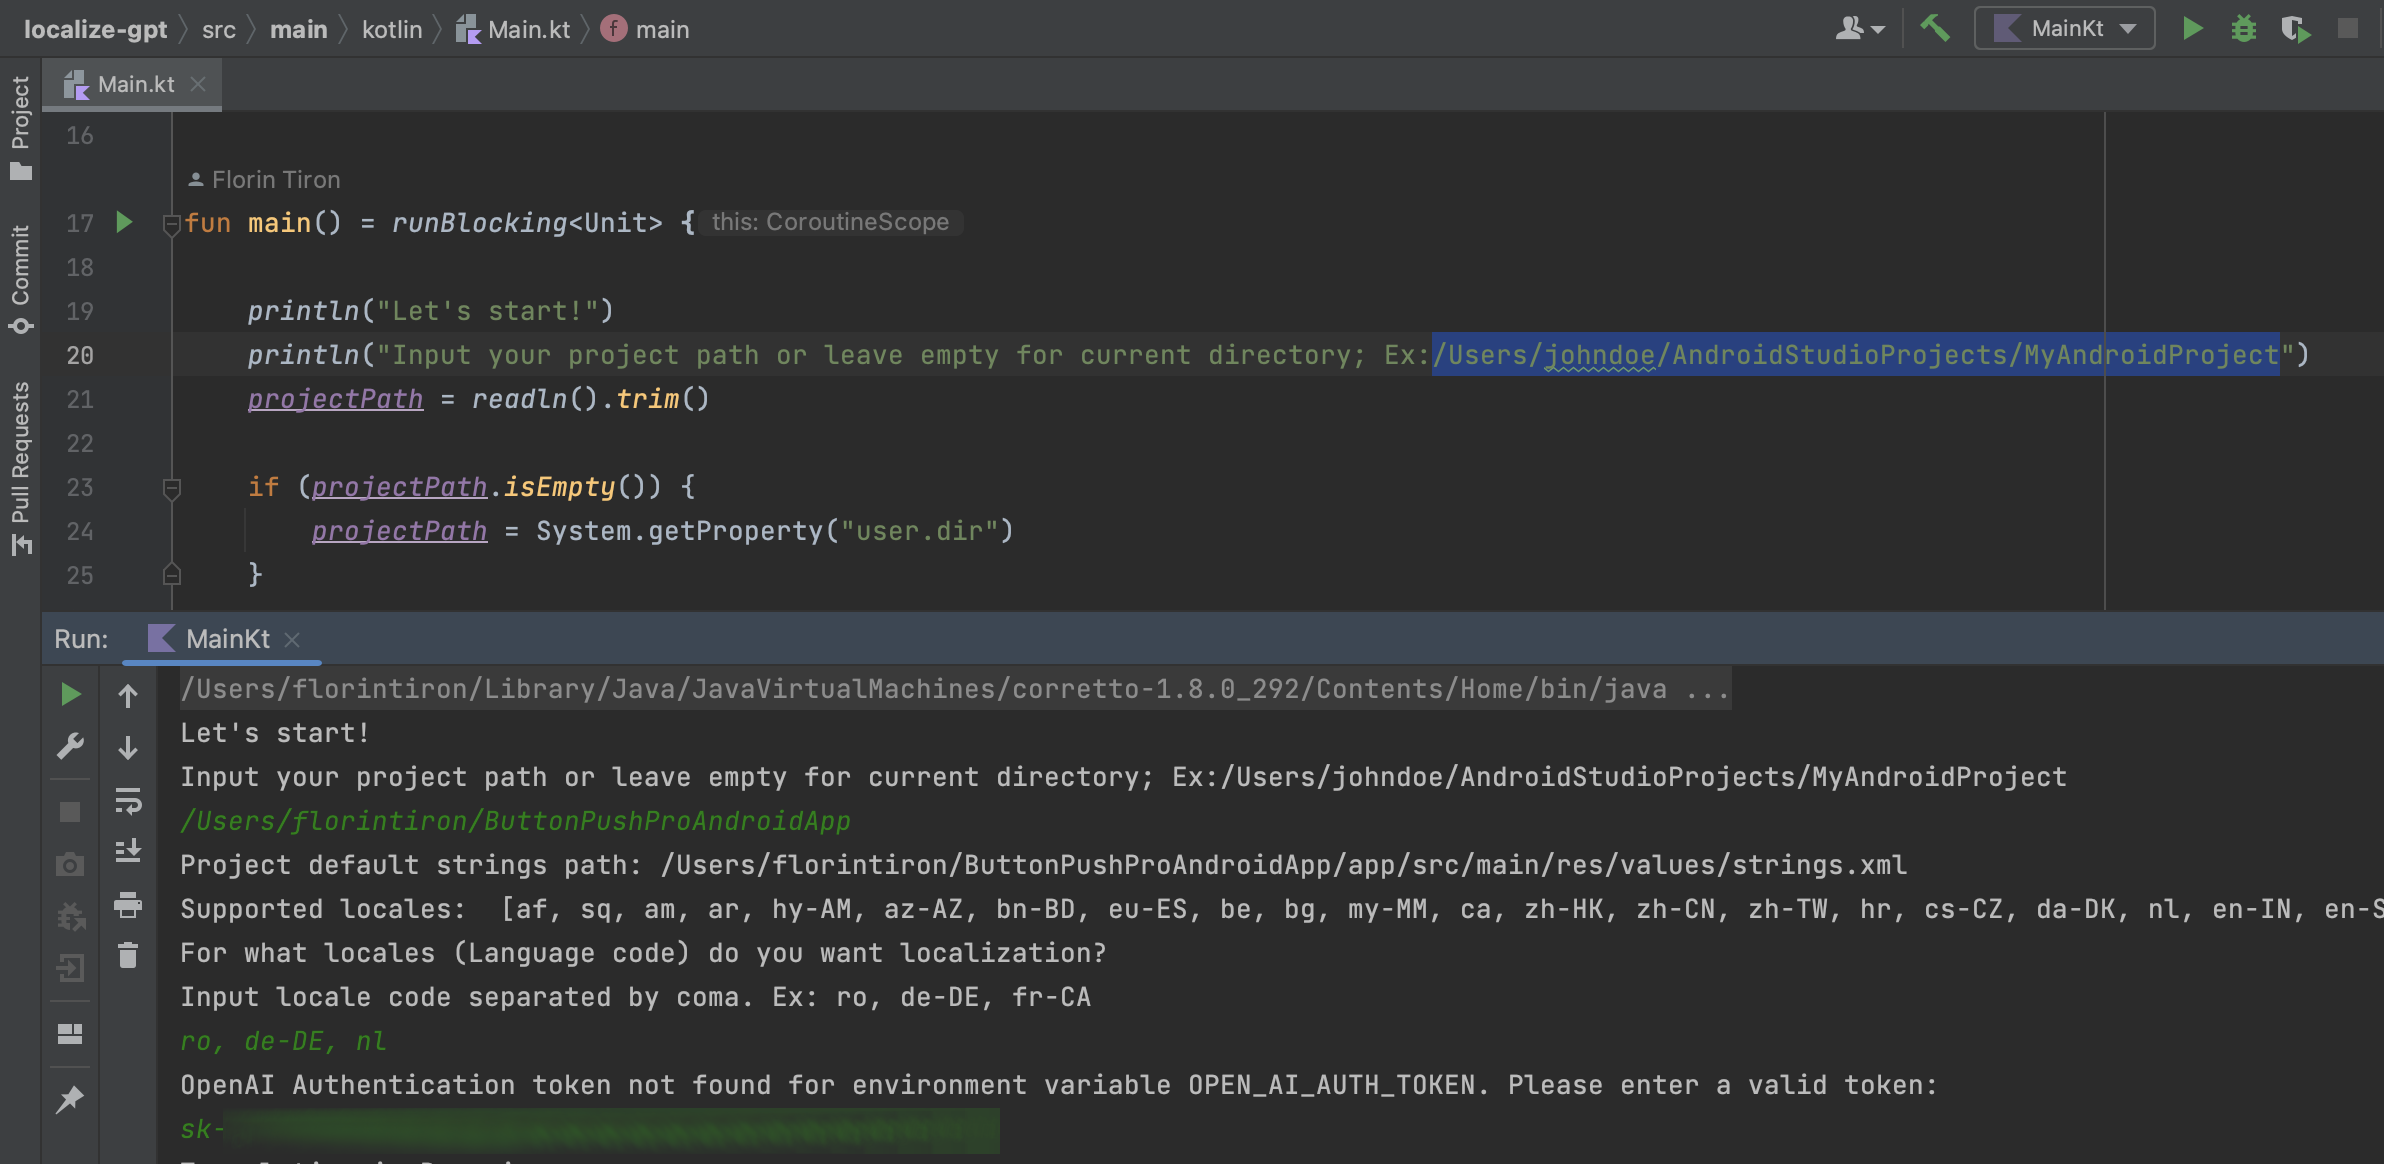 localize-gpt src main kotlin Main.kt f main MainKt
Project
Commit
Pull Requests
Main.kt
16
Florin Tiron
17 fun main() = runBlocking<Unit> { this: CoroutineScope
18
19 println("Let's start!")
20 println("Input your project path or leave empty for current directory; Ex:/Users/johndoe/AndroidStudioProjects/MyAndroidProject")
21 projectPath = readln().trim()
22
23 if (projectPath.isEmpty()) {
24 projectPath = System.getProperty("user.dir")
25 }
Run: MainKt
/Users/florintiron/Library/Java/JavaVirtualMachines/corretto-1.8.0_292/Contents/Home/bin/java ...
Let's start!
Input your project path or leave empty for current directory; Ex:/Users/johndoe/AndroidStudioProjects/MyAndroidProject
/Users/florintiron/ButtonPushProAndroidApp
Project default strings path: /Users/florintiron/ButtonPushProAndroidApp/app/src/main/res/values/strings.xml
Supported locales:  [af, sq, am, ar, hy-AM, az-AZ, bn-BD, eu-ES, be, bg, my-MM, ca, zh-HK, zh-CN, zh-TW, hr, cs-CZ, da-DK, nl, en-IN, en-S
For what locales (Language code) do you want localization?
Input locale code separated by coma. Ex: ro, de-DE, fr-CA
ro, de-DE, nl
OpenAI Authentication token not found for environment variable OPEN_AI_AUTH_TOKEN. Please enter a valid token:
sk-